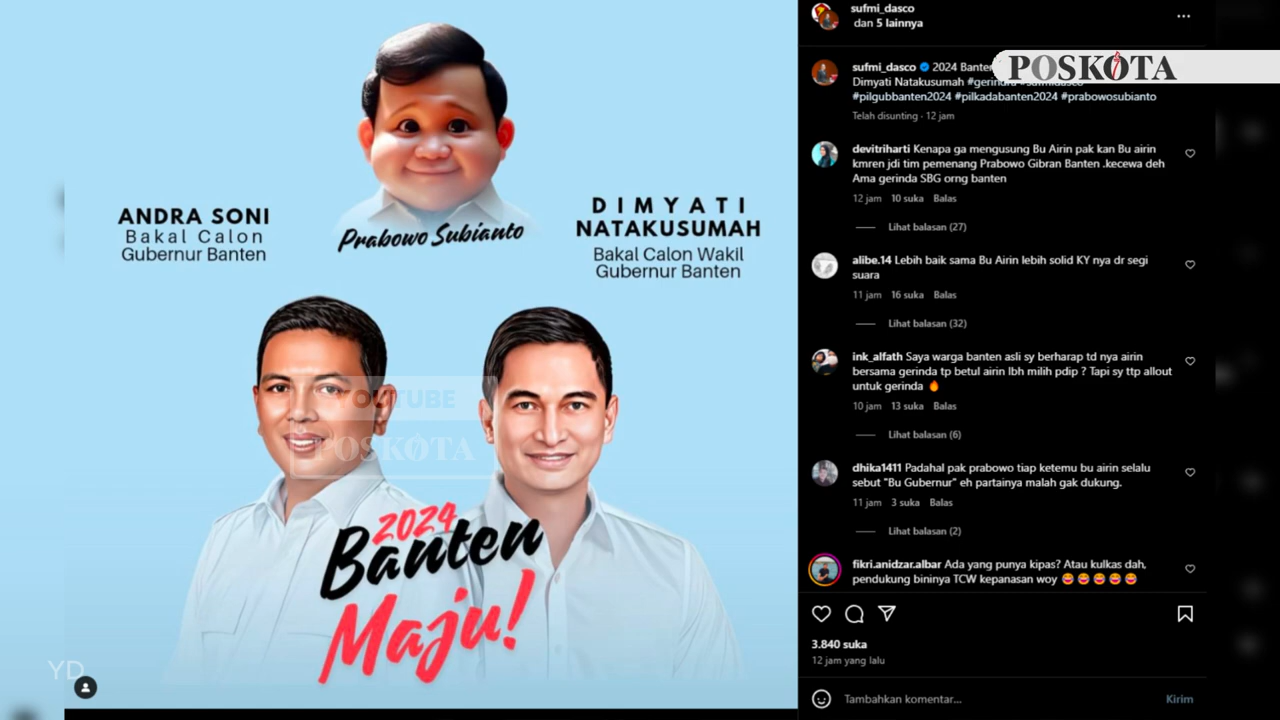 ANDRA SONI
Bakal Calon
Gubernur Banten
Prabowo Subianto
DIMYATI
NATAKUSUMAH
Bakal Calon Wakil
Gubernur Banten
YOUTUBE
POSKOTA
2024
Banten
Maju!
YD
sufmi_dasco
dan 5 lainnya
POSKOTA
sufmi_dasco 2024 Banten
Dimyati Natakusumah #gerindra #sufmidasco
#pilgubbanten2024 #pilkadabanten2024 #prabowosubianto
Telah disunting · 12 jam
devitriharti Kenapa ga mengusung Bu Airin pak kan Bu airin
kmren jdi tim pemenang Prabowo Gibran Banten .kecewa deh
Ama gerinda SBG orng banten
12 jam 10 suka Balas
Lihat balasan (27)
alibe.14 Lebih baik sama Bu Airin lebih solid KY nya dr segi
suara
11 jam 16 suka Balas
Lihat balasan (32)
ink_alfath Saya warga banten asli sy berharap td nya airin
bersama gerinda tp betul airin lbh milih pdip ? Tapi sy ttp allout
untuk gerinda 🔥
10 jam 13 suka Balas
Lihat balasan (6)
dhika1411 Padahal pak prabowo tiap ketemu bu airin selalu
sebut "Bu Gubernur" eh partainya malah gak dukung.
11 jam 3 suka Balas
Lihat balasan (2)
fikri.anidzar.albar Ada yang punya kipas? Atau kulkas dah,
pendukung bininya TCW kepanasan woy 😂😂😂😂😂
3.840 suka
12 jam yang lalu
Tambahkan komentar...
Kirim